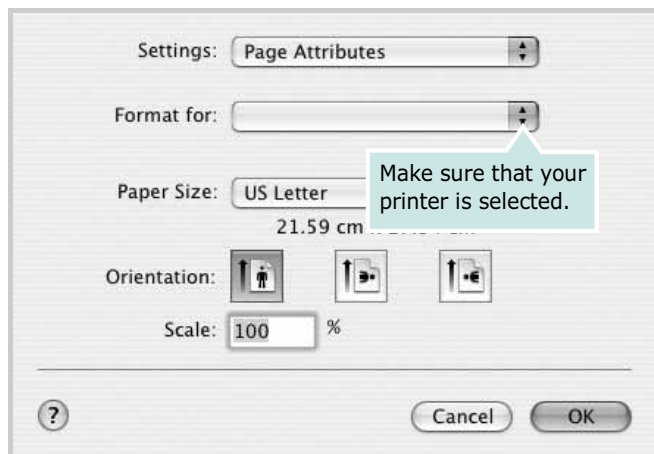 Settings: Page Attributes
Format for:
Make sure that your
printer is selected.
Paper Size: US Letter
21.59 cm
Orientation:
Scale: 100 %
? Cancel OK